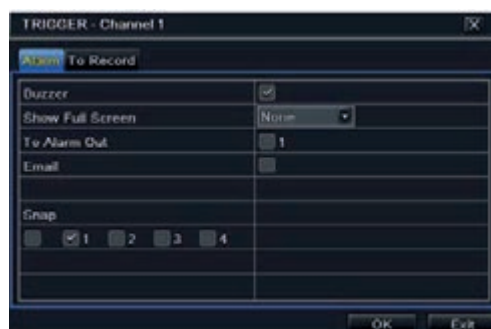 TRIGGER - Channel 1
Alarm To Record
Buzzer
Show Full Screen None
To Alarm Out 1
Email
Snap
1 2 3 4
OK Exit